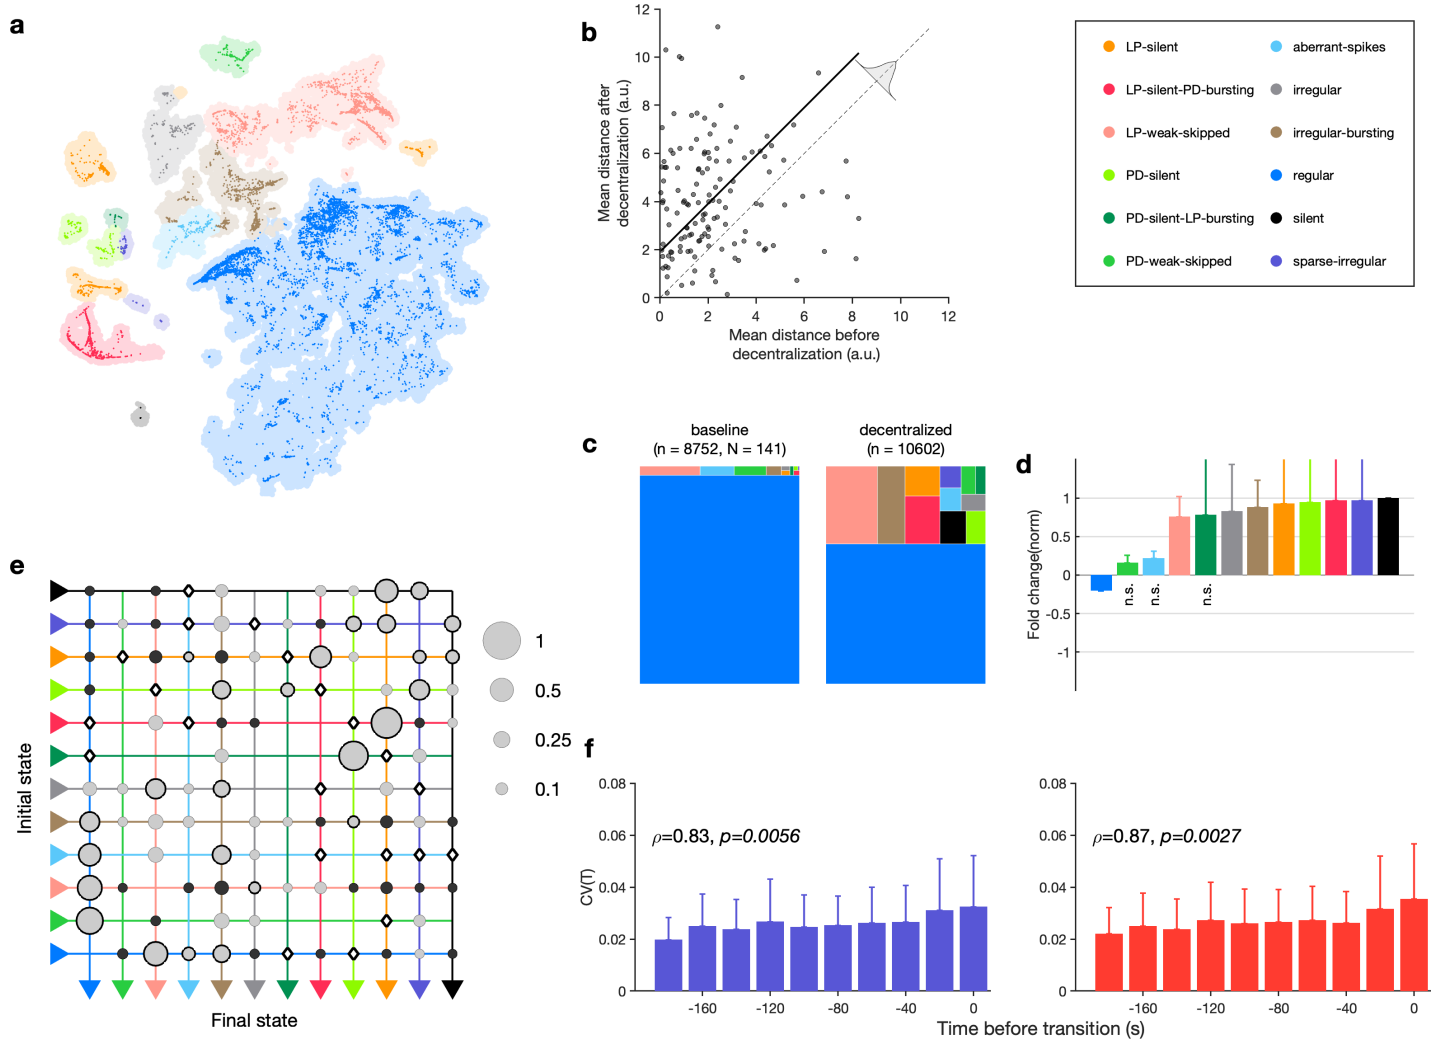 a
b
12
10
8
6
4
2
0
Mean distance after
decentralization (a.u.)
0 2 4 6 8 10 12
Mean distance before
decentralization (a.u.)
LP-silent
LP-silent-PD-bursting
LP-weak-skipped
PD-silent
PD-silent-LP-bursting
PD-weak-skipped
aberrant-spikes
irregular
irregular-bursting
regular
silent
sparse-irregular
c
baseline
(n = 8752, N = 141)
decentralized
(n = 10602)
d
Fold change(norm)
1
0.5
0
-0.5
-1
n.s.
n.s.
n.s.
e
Initial state
Final state
1
0.5
0.25
0.1
f
CV(T)
0.08
0.06
0.04
0.02
0
ρ=0.83, p=0.0056
-160 -120 -80 -40 0
0.08
0.06
0.04
0.02
0
ρ=0.87, p=0.0027
-160 -120 -80 -40 0
Time before transition (s)